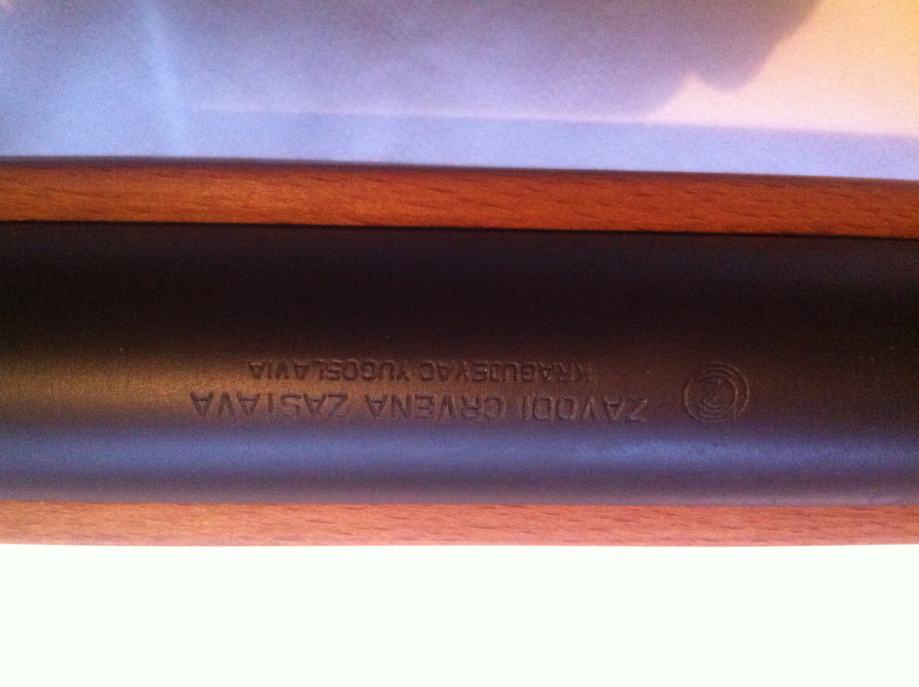 ZAVODI CRVENA ZASTAVA
KRAGUJEVAC YUGOSLAVIA